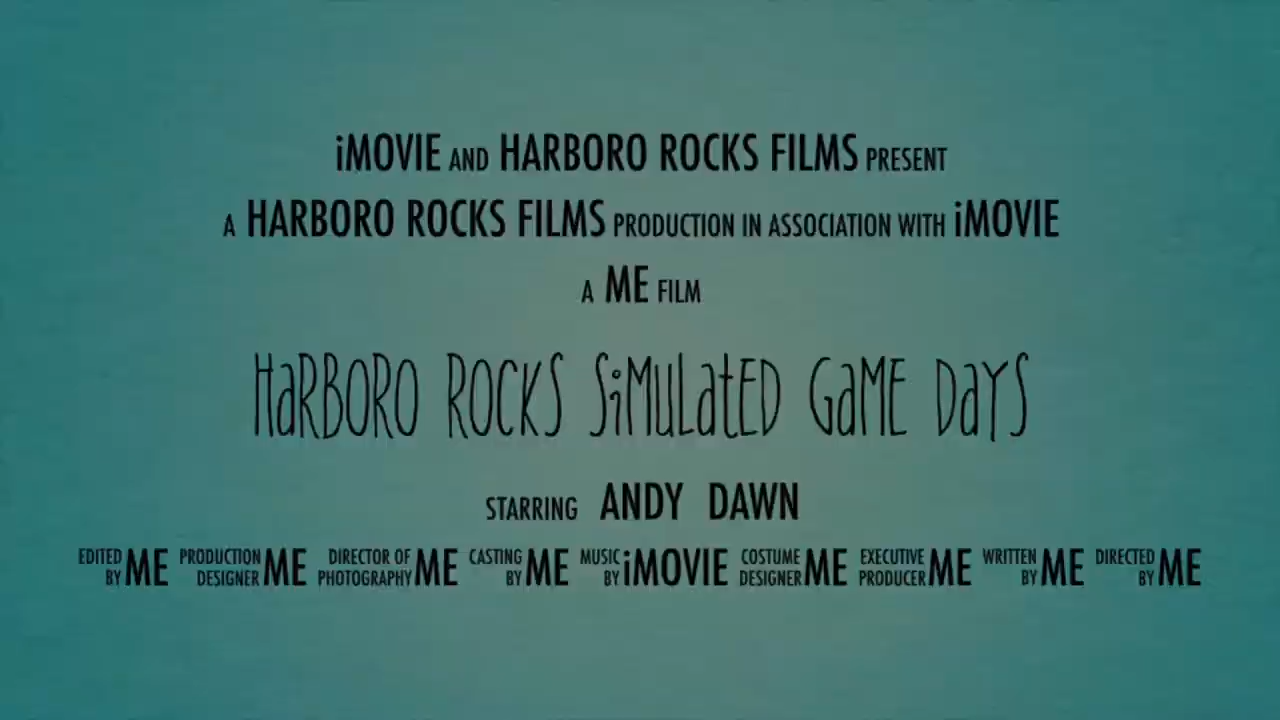 iMOVIE AND HARBORO ROCKS FILMS PRESENT
A HARBORO ROCKS FILMS PRODUCTION IN ASSOCIATION WITH iMOVIE
A ME FILM
HaRBORO ROCKS SiMULatED GaME DaYS
STARRING ANDY DAWN
EDITED BY ME PRODUCTION DESIGNER ME DIRECTOR OF PHOTOGRAPHY ME CASTING BY ME MUSIC BY iMOVIE COSTUME DESIGNER ME EXECUTIVE PRODUCER ME WRITTEN BY ME DIRECTED BY ME